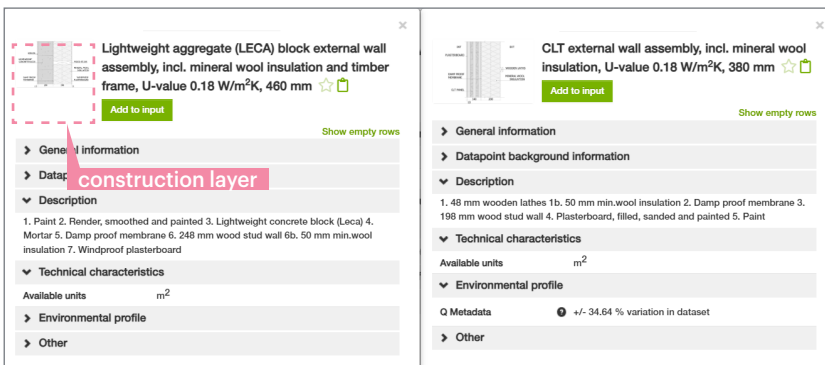 ×
Lightweight aggregate (LECA) block external wall
assembly, incl. mineral wool insulation and timber
frame, U-value 0.18 W/m²K, 460 mm
Add to input
Show empty rows
General information
construction layer
Description
1. Paint 2. Render, smoothed and painted 3. Lightweight concrete block (Leca) 4.
Mortar 5. Damp proof membrane 6. 248 mm wood stud wall 6b. 50 mm min.wool
insulation 7. Windproof plasterboard
Technical characteristics
Available units m²
Environmental profile
Other
×
CLT external wall assembly, incl. mineral wool
insulation, U-value 0.18 W/m²K, 380 mm
Add to input
Show empty rows
General information
Datapoint background information
Description
1. 48 mm wooden lathes 1b. 50 mm min.wool insulation 2. Damp proof membrane 3.
198 mm wood stud wall 4. Plasterboard, filled, sanded and painted 5. Paint
Technical characteristics
Available units m²
Environmental profile
Q Metadata ? +/- 34.64 % variation in dataset
Other